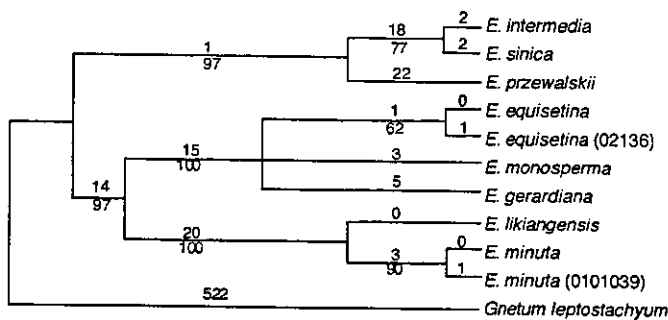 18 2 E. intermedia
1
77 2 E. sinica
97
22 E. przewalskii
1 0 E. equisetina
62 1 E. equisetina (02136)
15 3 E. monosperma
100
14 5 E. gerardiana
97
0 E. likiangensis
20
100 3 0 E. minuta
90 1 E. minuta (0101039)
522 Gnetum leptostachyum